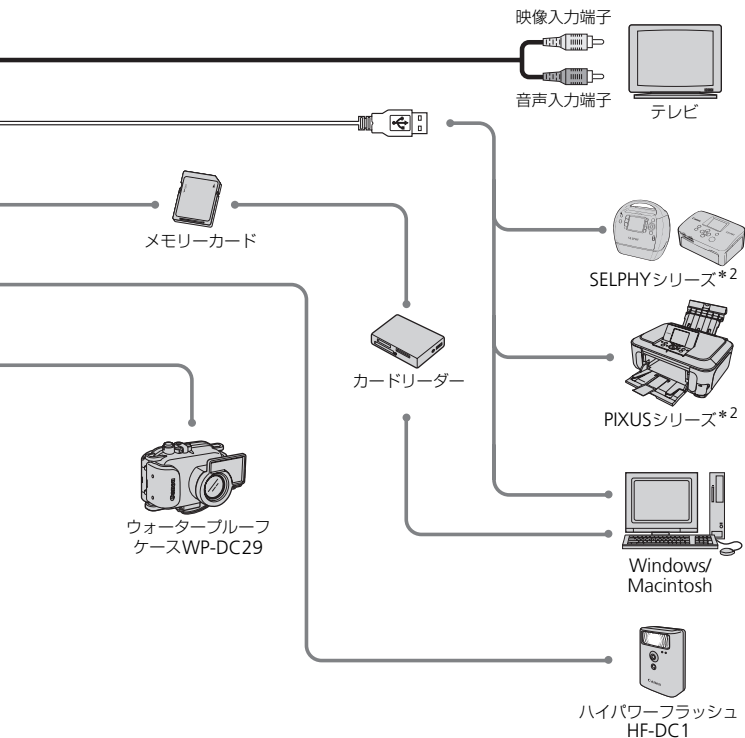 映像入力端子
音声入力端子
テレビ
メモリーカード
SELPHYシリーズ*2
カードリーダー
PIXUSシリーズ*2
ウォータープルーフ
ケースWP-DC29
Windows/
Macintosh
ハイパワーフラッシュ
HF-DC1